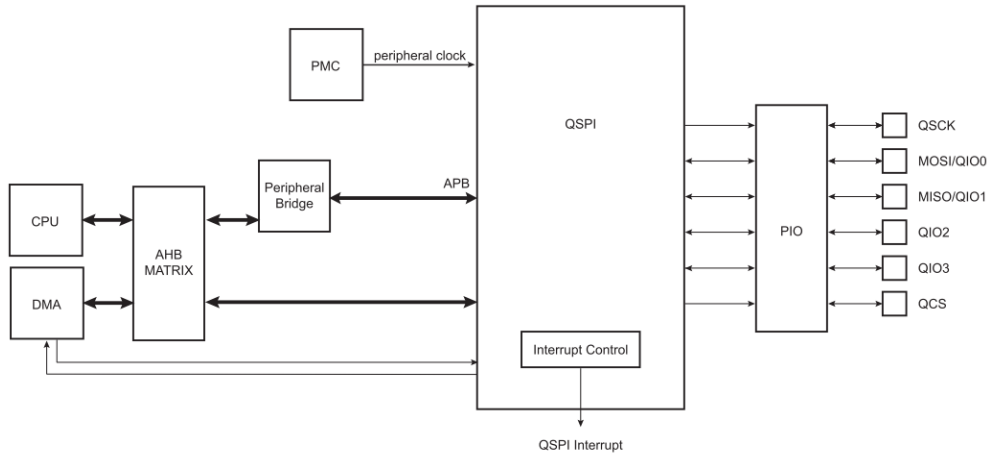 PMC
peripheral clock
QSPI
Peripheral
Bridge
APB
CPU
DMA
AHB
MATRIX
PIO
QSCK
MOSI/QIO0
MISO/QIO1
QIO2
QIO3
QCS
Interrupt Control
QSPI Interrupt